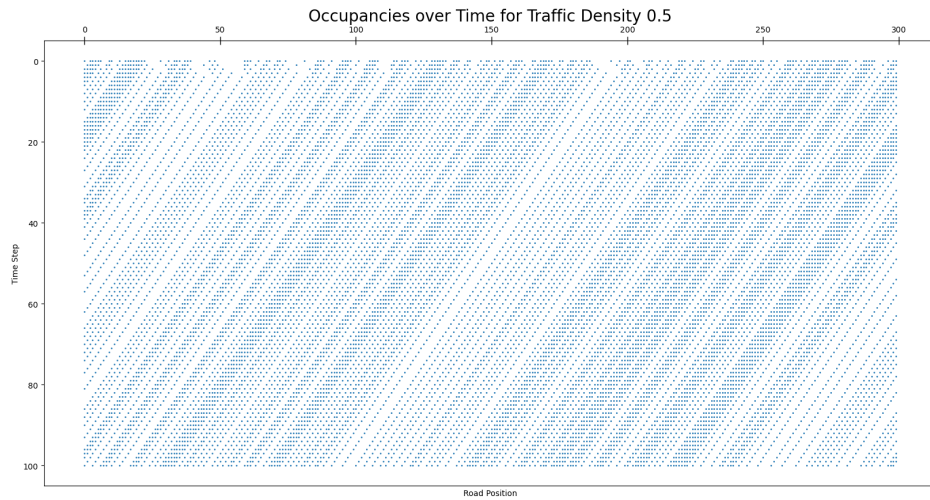 Occupancies over Time for Traffic Density 0.5
0 50 100 150 200 250 300
0
20
40
60
80
100
Time Step
Road Position